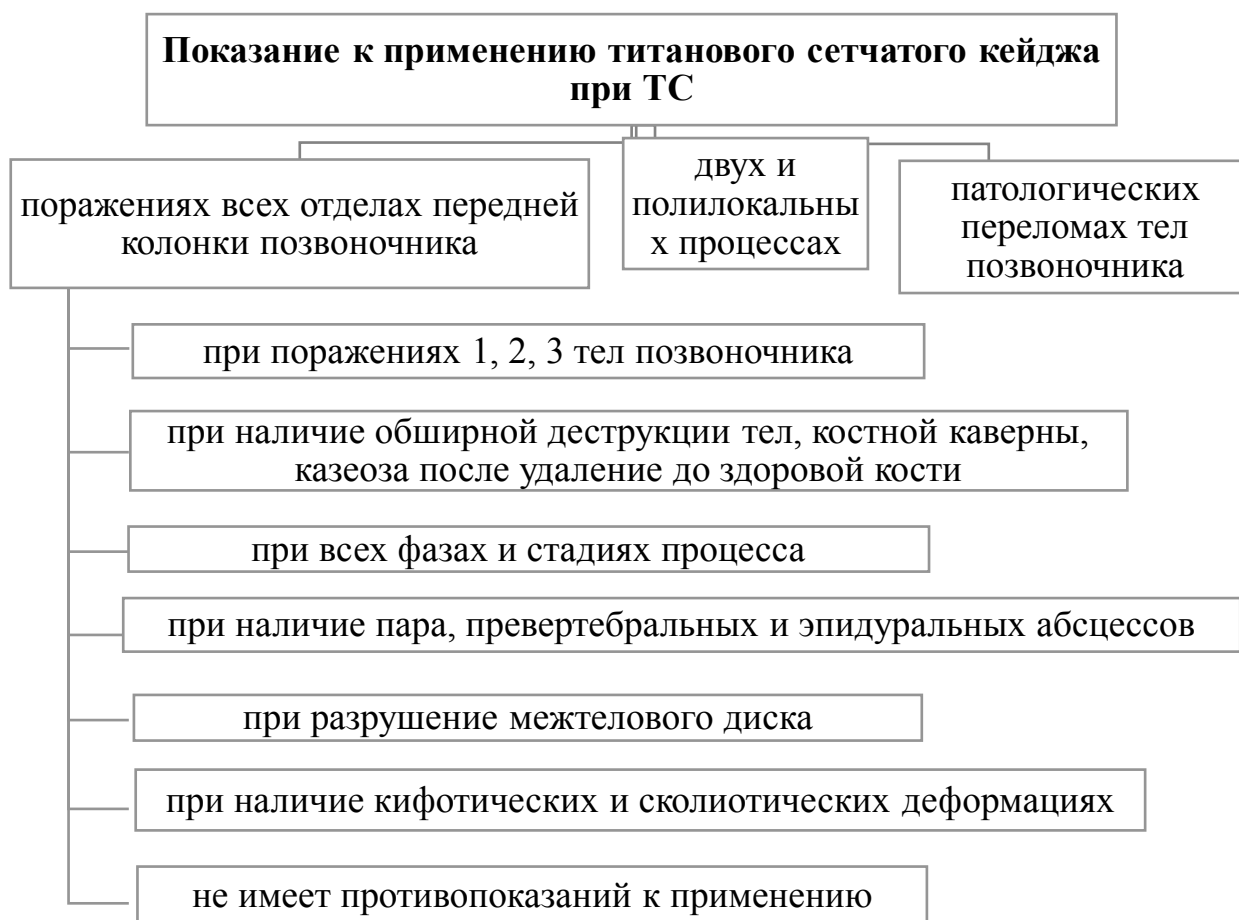 Показание к применению титанового сетчатого кейджа
при ТС
поражениях всех отделах передней
колонки позвоночника
двух и
полилокальны
х процессах
патологических
переломах тел
позвоночника
при поражениях 1, 2, 3 тел позвоночника
при наличие обширной деструкции тел, костной каверны,
казеоза после удаление до здоровой кости
при всех фазах и стадиях процесса
при наличие пара, превертебральных и эпидуральных абсцессов
при разрушение межтелового диска
при наличие кифотических и сколиотических деформациях
не имеет противопоказаний к применению